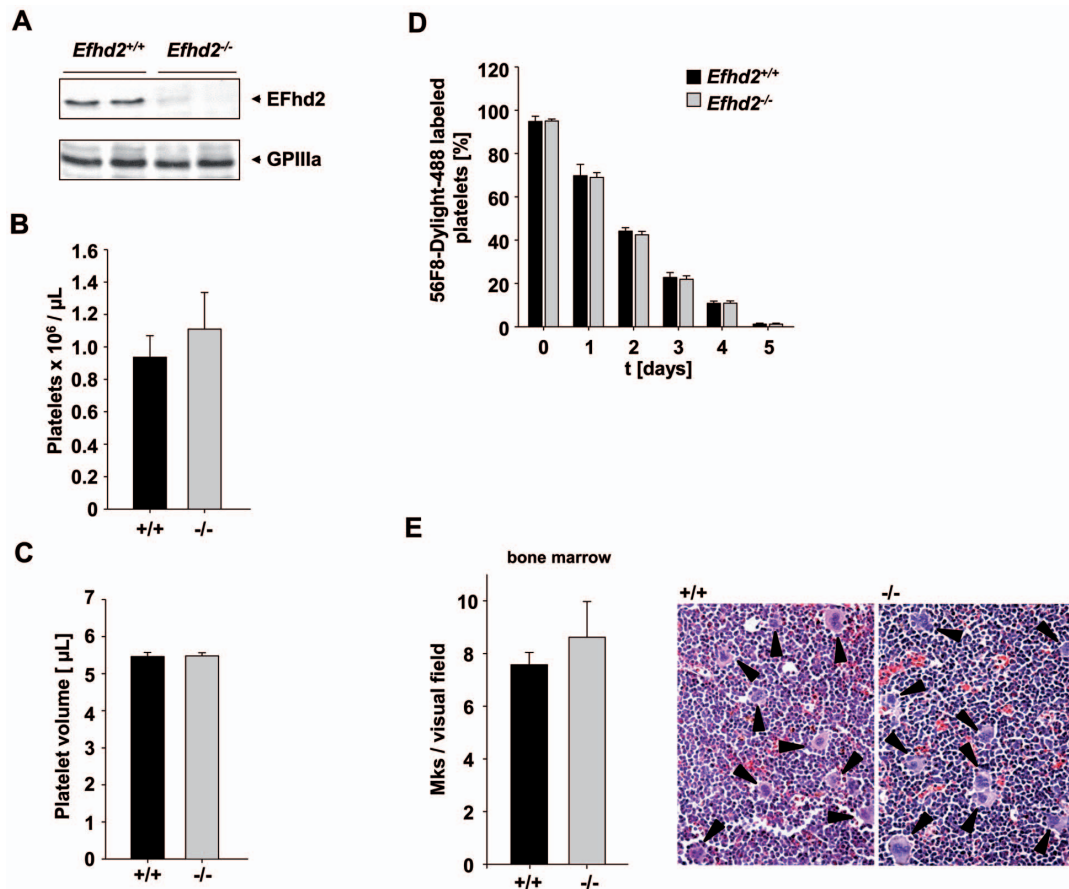 A
Efhd2+/+ Efhd2-/-
EFhd2
GPIIIa
B
Platelets x 10⁶ / µL
1.6
1.4
1.2
1.0
0.8
0.6
0.4
0.2
0
+/+ -/-
C
Platelet volume [ µL]
7
6
5
4
3
2
1
0
+/+ -/-
D
Efhd2+/+
Efhd2-/-
56F8-Dylight-488 labeled
platelets [%]
120
100
80
60
40
20
0
0 1 2 3 4 5
t [days]
E
bone marrow
Mks / visual field
10
8
6
4
2
0
+/+ -/-
+/+ -/-